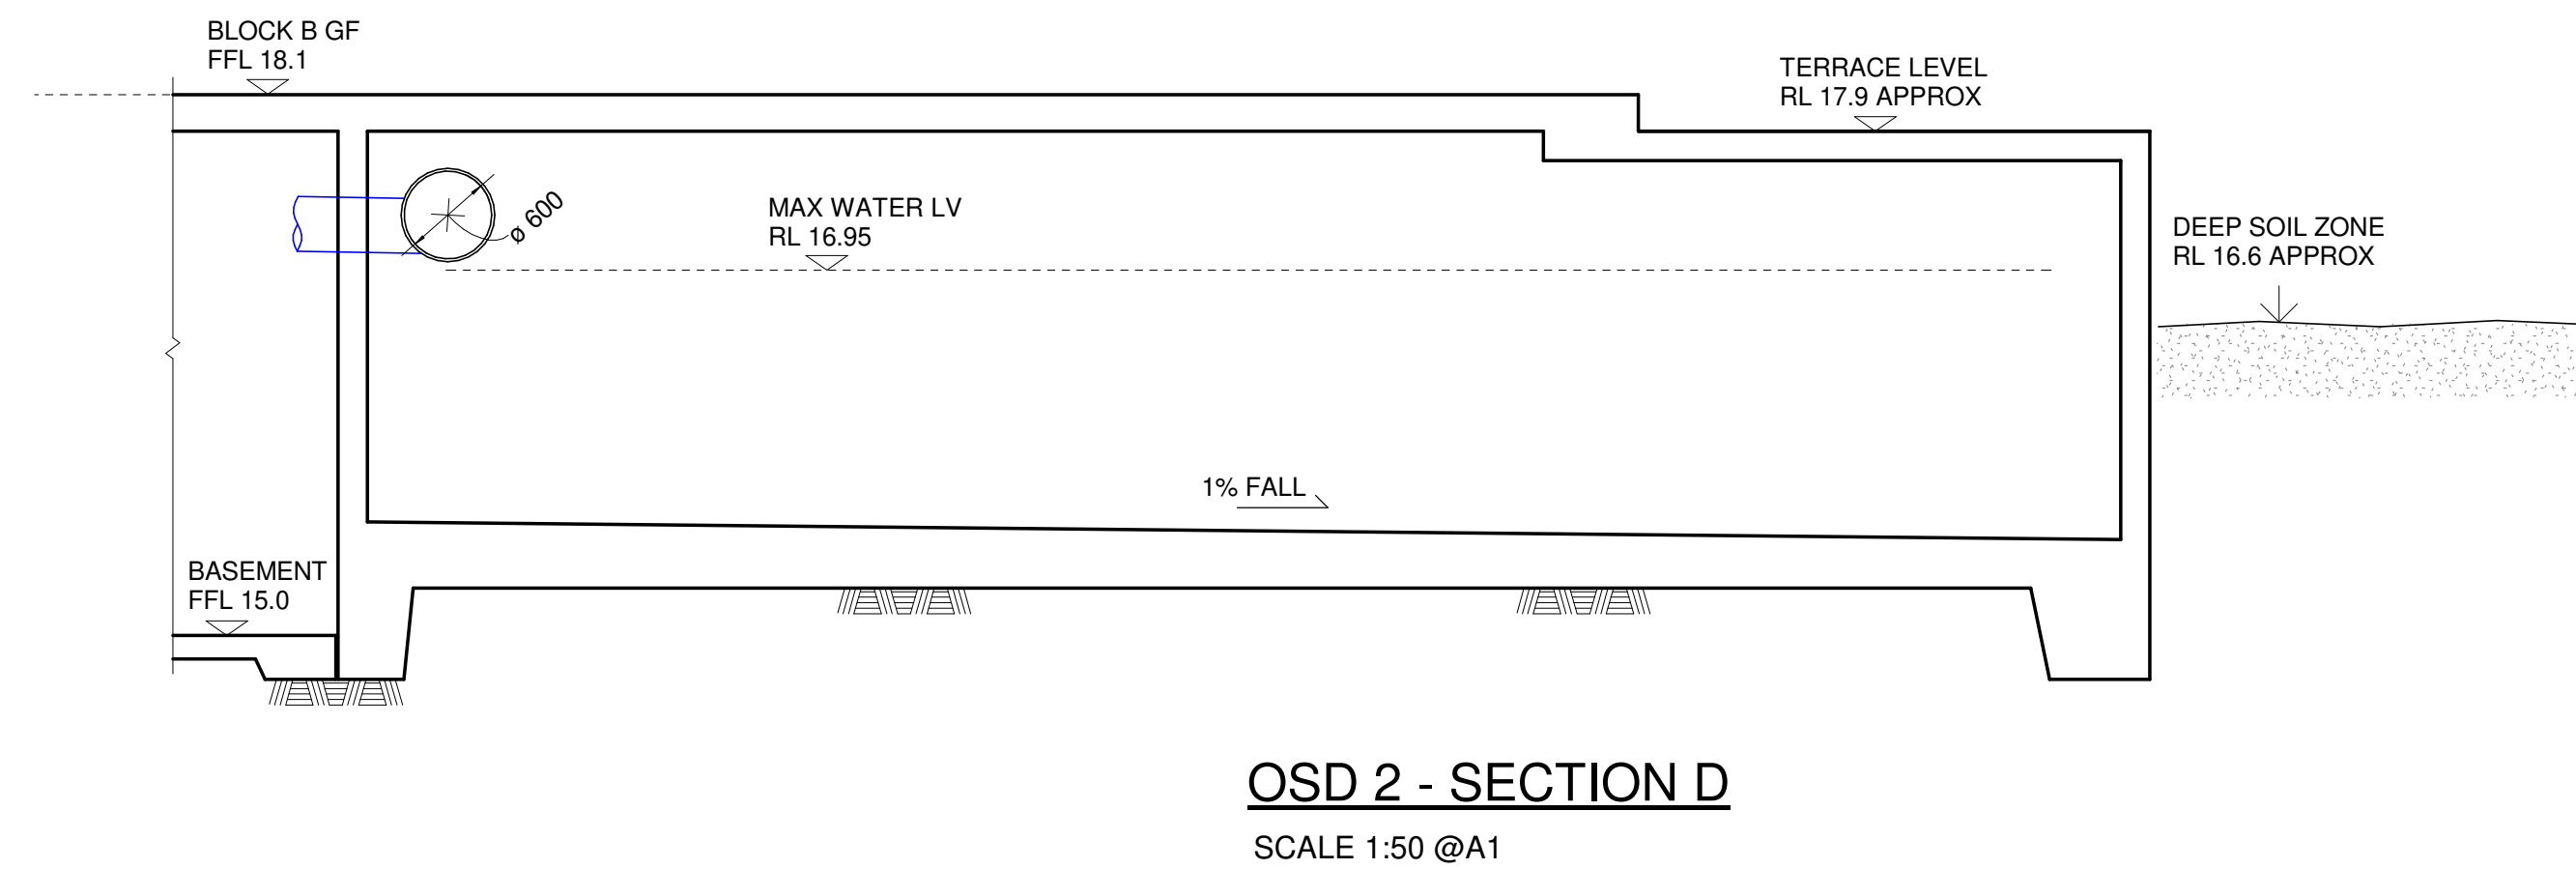 BLOCK B GF
FFL 18.1
TERRACE LEVEL
RL 17.9 APPROX
ø 600
MAX WATER LV
RL 16.95
DEEP SOIL ZONE
RL 16.6 APPROX
1% FALL
BASEMENT
FFL 15.0
OSD 2 - SECTION D
SCALE 1:50 @A1